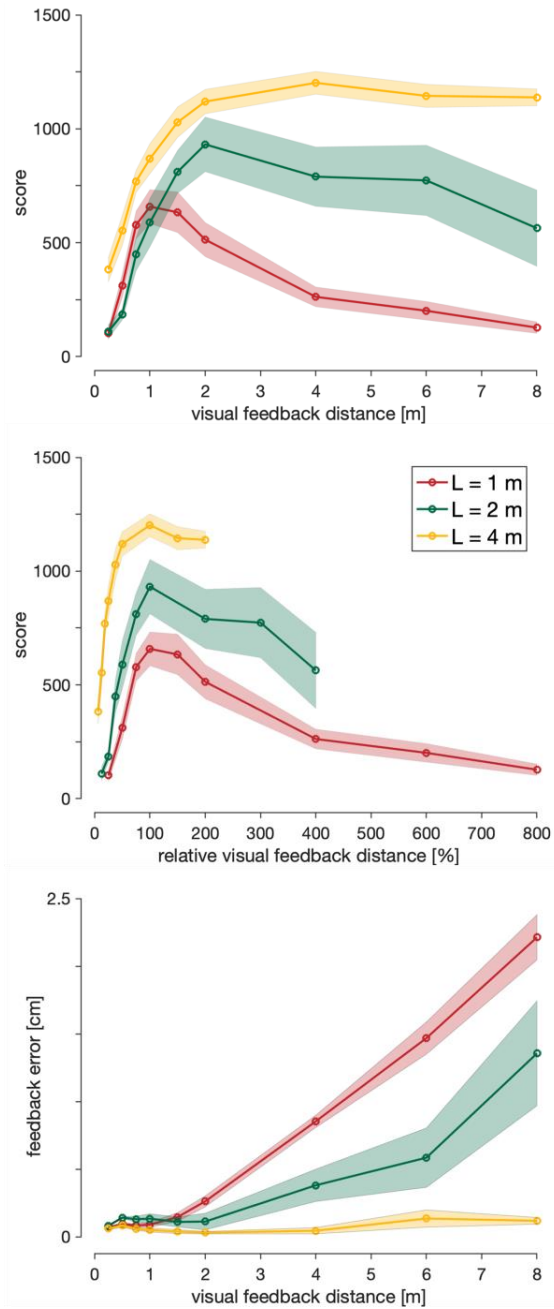 1500
1000
500
0
score
0 1 2 3 4 5 6 7 8
visual feedback distance [m]
1500
1000
500
0
score
L = 1 m
L = 2 m
L = 4 m
0 100 200 300 400 500 600 700 800
relative visual feedback distance [%]
2.5
0
feedback error [cm]
0 1 2 3 4 5 6 7 8
visual feedback distance [m]